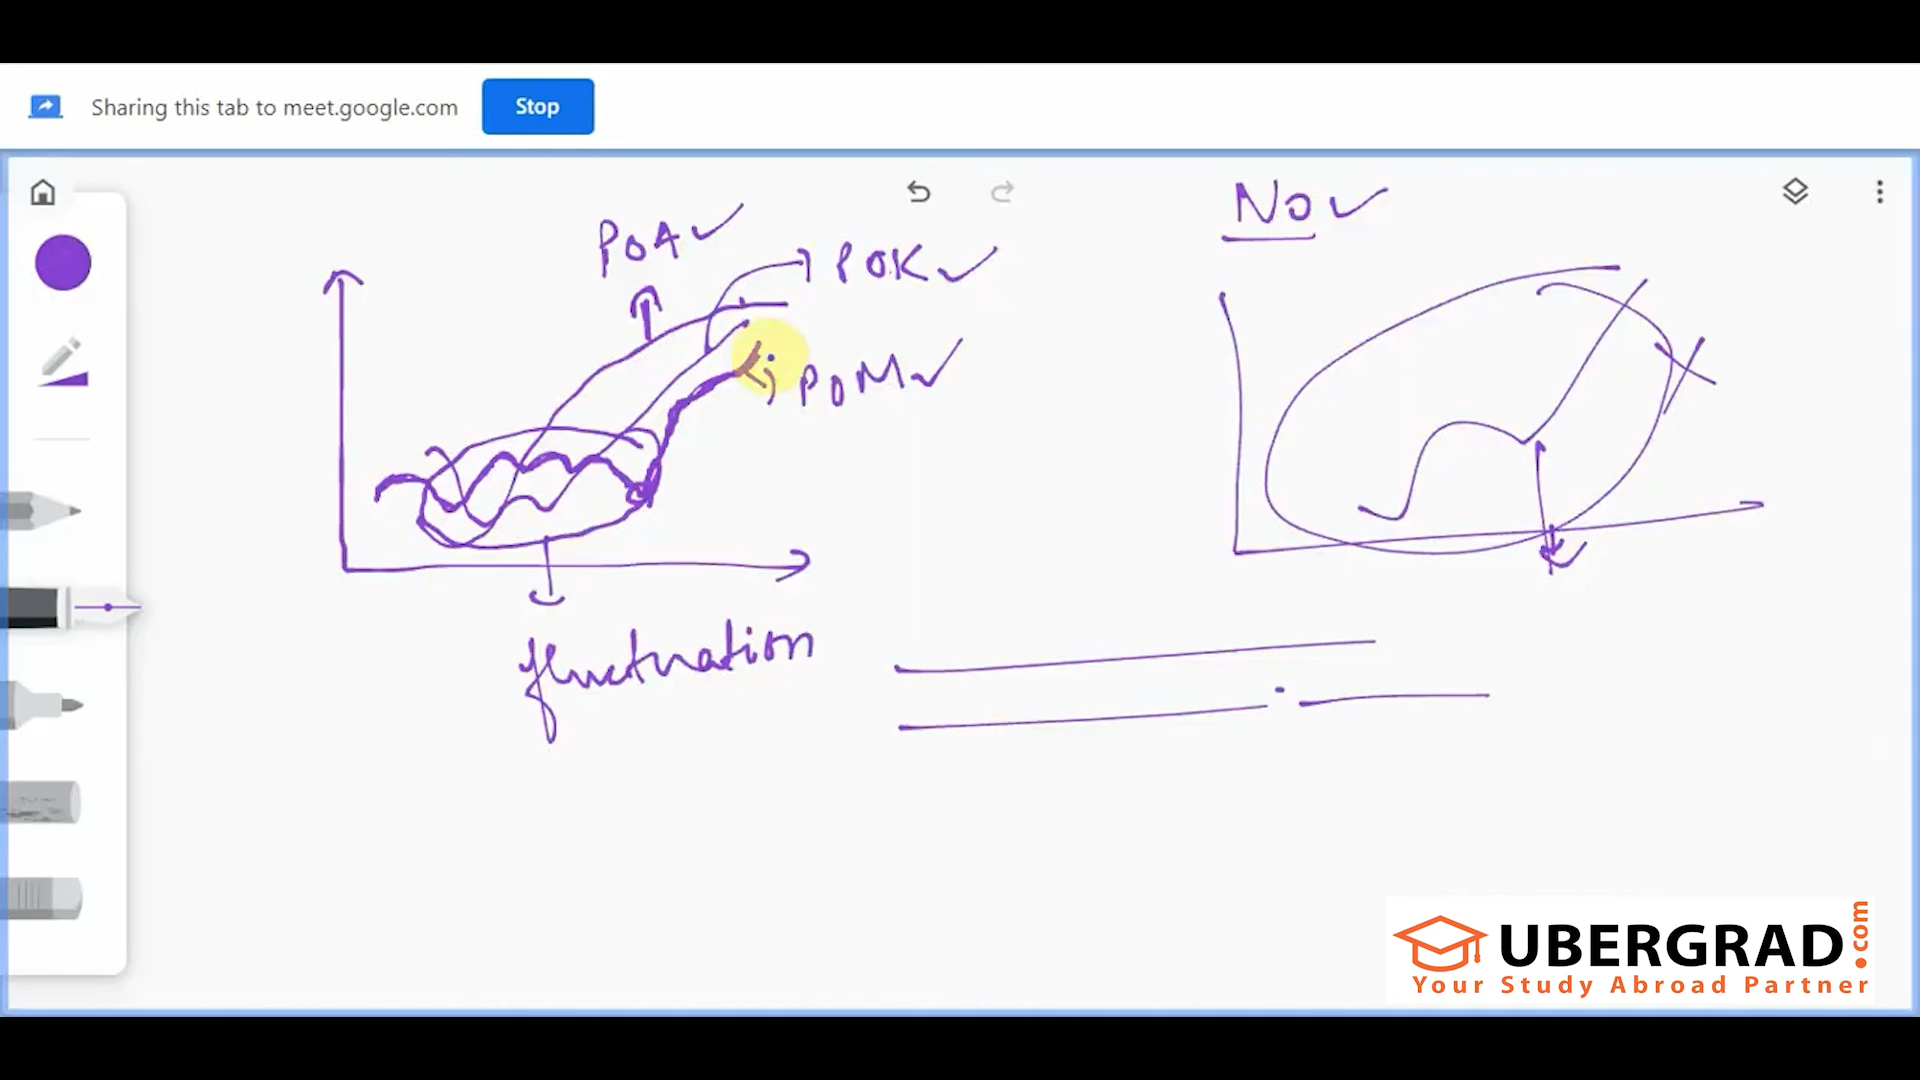 Sharing this tab to meet.google.com
Stop
No
POA
POK
POM
fluctuation
UBERGRAD.com
Your Study Abroad Partner